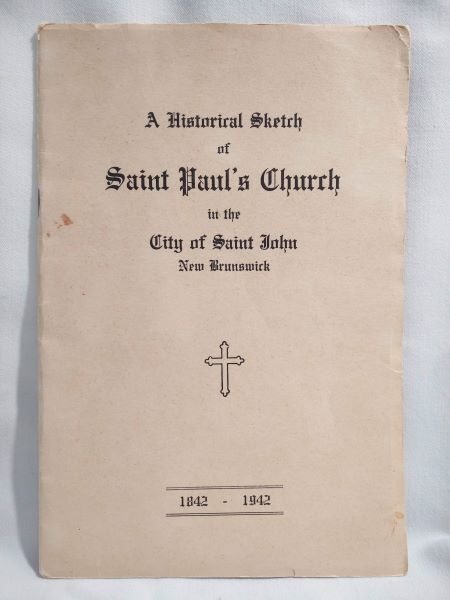 A Historical Sketch
of
Saint Paul's Church
in the
City of Saint John
New Brunswick
1842 - 1942